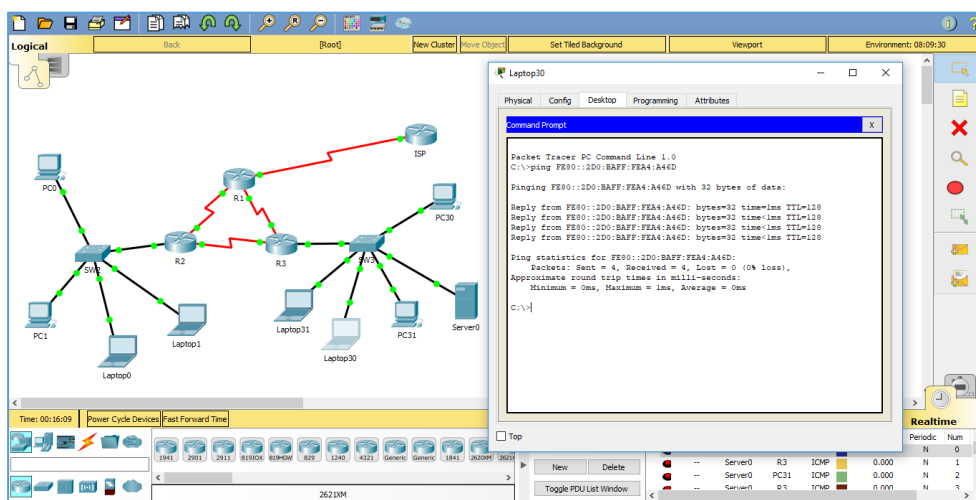 Logical
Back
[Root]
New Cluster
Move Object
Set Tiled Background
Viewport
Environment: 08:09:30
ISP
PC0
R1
PC30
R2
R3
SW2
SW3
PC1
Laptop1
Laptop0
Laptop31
Laptop30
PC31
Server0
Laptop30
Physical
Config
Desktop
Programming
Attributes
Command Prompt
X
Packet Tracer PC Command Line 1.0
C:\>ping FE80::2D0:BAFF:FEA4:A46D
Pinging FE80::2D0:BAFF:FEA4:A46D with 32 bytes of data:
Reply from FE80::2D0:BAFF:FEA4:A46D: bytes=32 time=1ms TTL=128
Reply from FE80::2D0:BAFF:FEA4:A46D: bytes=32 time<1ms TTL=128
Reply from FE80::2D0:BAFF:FEA4:A46D: bytes=32 time<1ms TTL=128
Reply from FE80::2D0:BAFF:FEA4:A46D: bytes=32 time<1ms TTL=128
Ping statistics for FE80::2D0:BAFF:FEA4:A46D:
Packets: Sent = 4, Received = 4, Lost = 0 (0% loss),
Approximate round trip times in milli-seconds:
Minimum = 0ms, Maximum = 1ms, Average = 0ms
C:\>
Top
Time: 00:16:09
Power Cycle Devices
Fast Forward Time
Realtime
1941 2901 2911 819IOX 819HGW 829 1240 4321 Generic Generic 1841 2620XM
2621XM
New
Delete
Toggle PDU List Window
Periodic Num
N 0
-- Server0 R3 ICMP 0.000 N 1
-- Server0 PC31 ICMP 0.000 N 2
-- Server0 R3 ICMP 0.000 N 3